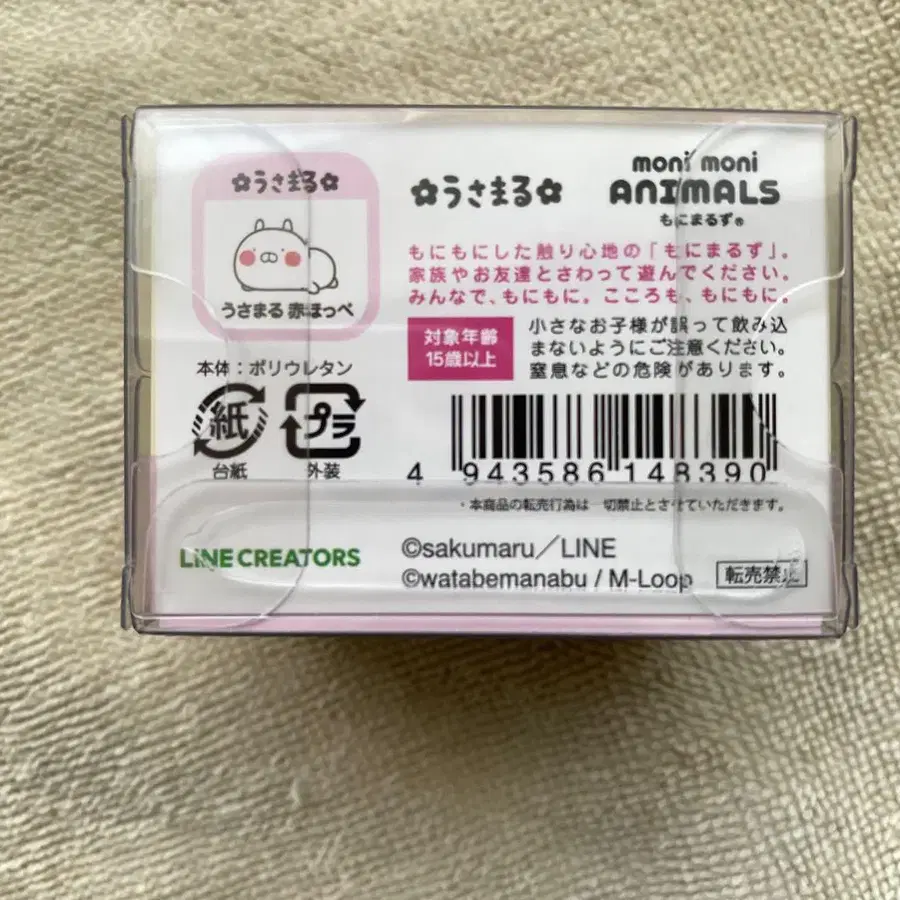 ✿うさまる✿
うさまる 赤ほっぺ
本体：ポリウレタン
紙
台紙
プラ
外装
✿うさまる✿
moni moni
ANIMALS
もにまるず®
もにもにした触り心地の「もにまるず」。
家族やお友達とさわって遊んでください。
みんなで、もにもに。こころも、もにもに。
対象年齢
15歳以上
小さなお子様が誤って飲み込
まないようにご注意ください。
窒息などの危険があります。
4 943586 148390
・本商品の転売行為は一切禁止とさせていただきます。
LINE CREATORS
©sakumaru／LINE
©watabemanabu / M-Loop
転売禁止